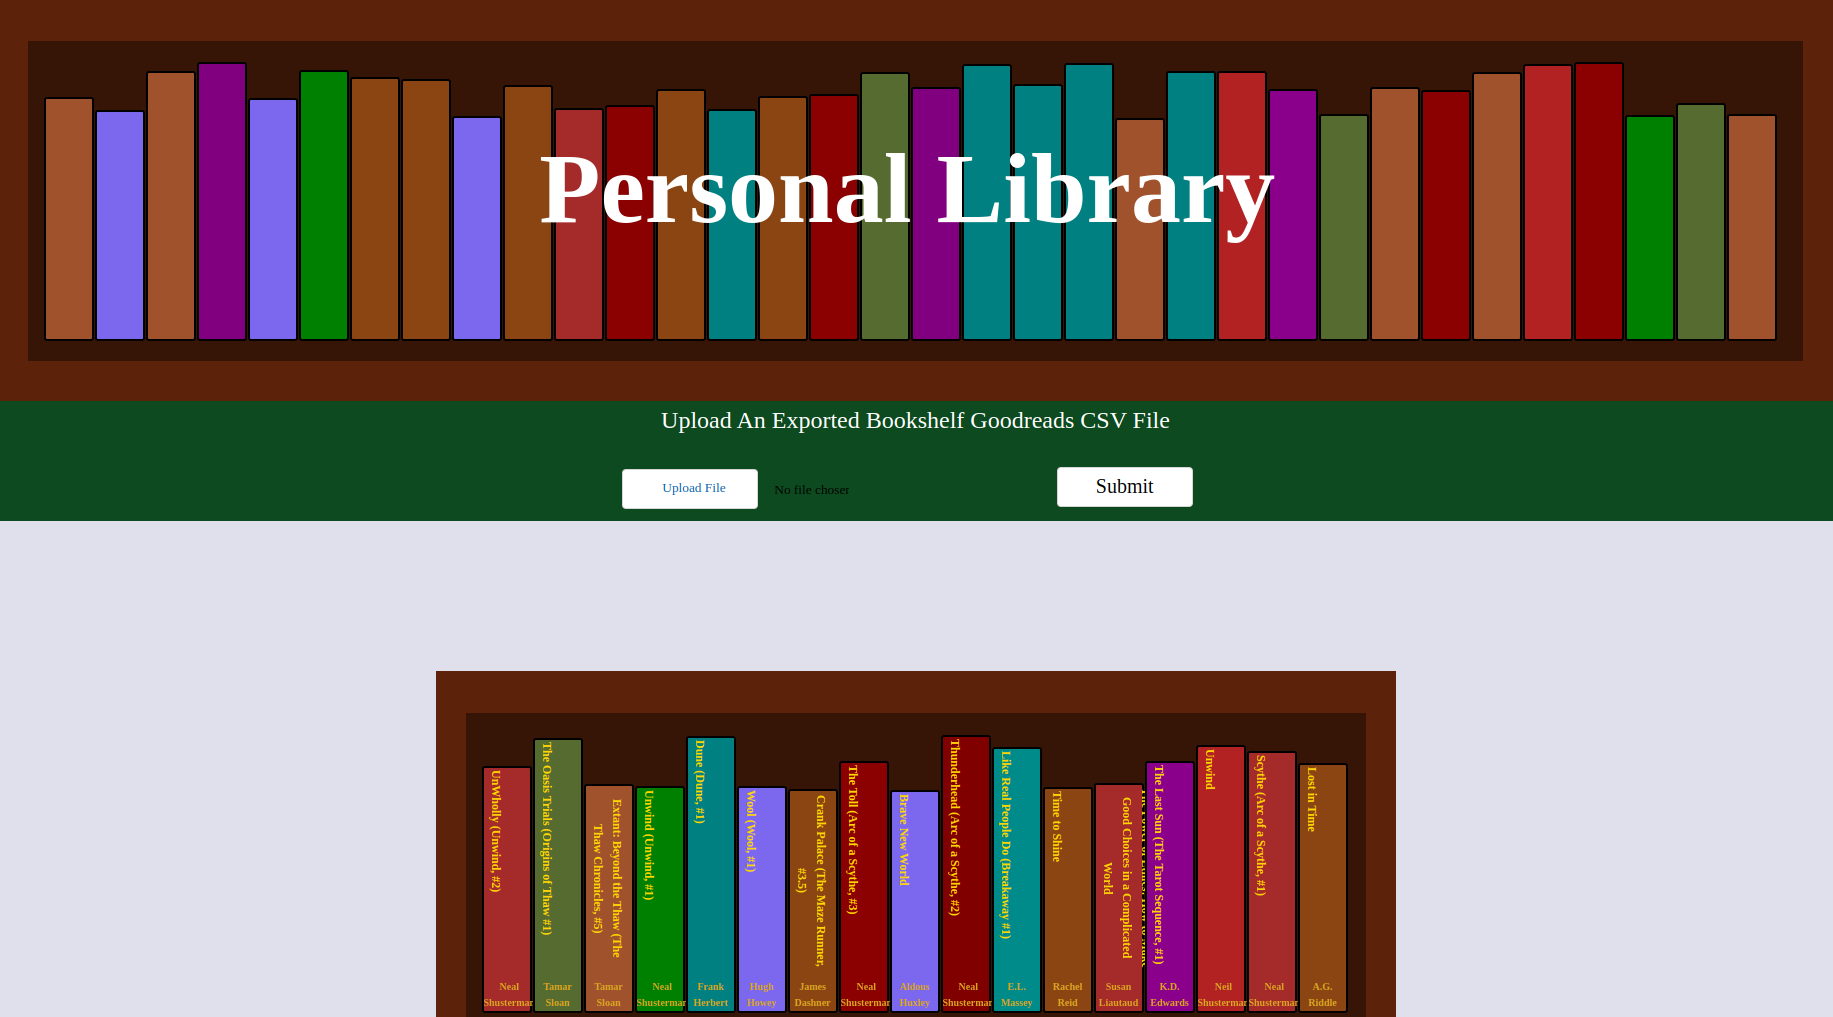 Personal Library
Upload An Exported Bookshelf Goodreads CSV File
Upload File
No file choser
Submit
UnWholly (Unwind, #2)
Neal
Shusterman
The Oasis Trials (Origins of Thaw #1)
Tamar
Sloan
Extant: Beyond the Thaw (The
Thaw Chronicles, #5)
Tamar
Sloan
Unwind (Unwind, #1)
Neal
Shusterman
Dune (Dune, #1)
Frank
Herbert
Wool (Wool, #1)
Hugh
Howey
Crank Palace (The Maze Runner,
#3.5)
James
Dashner
The Toll (Arc of a Scythe, #3)
Neal
Shusterman
Brave New World
Aldous
Huxley
Thunderhead (Arc of a Scythe, #2)
Neal
Shusterman
Like Real People Do (Breakaway #1)
E.L.
Massey
Time to Shine
Rachel
Reid
Good Choices in a Complicated
World
Susan
Liautaud
The Last Sun (The Tarot Sequence, #1)
K.D.
Edwards
Unwind
Neil
Shusterman
Scythe (Arc of a Scythe, #1)
Neal
Shusterman
Lost in Time
A.G.
Riddle